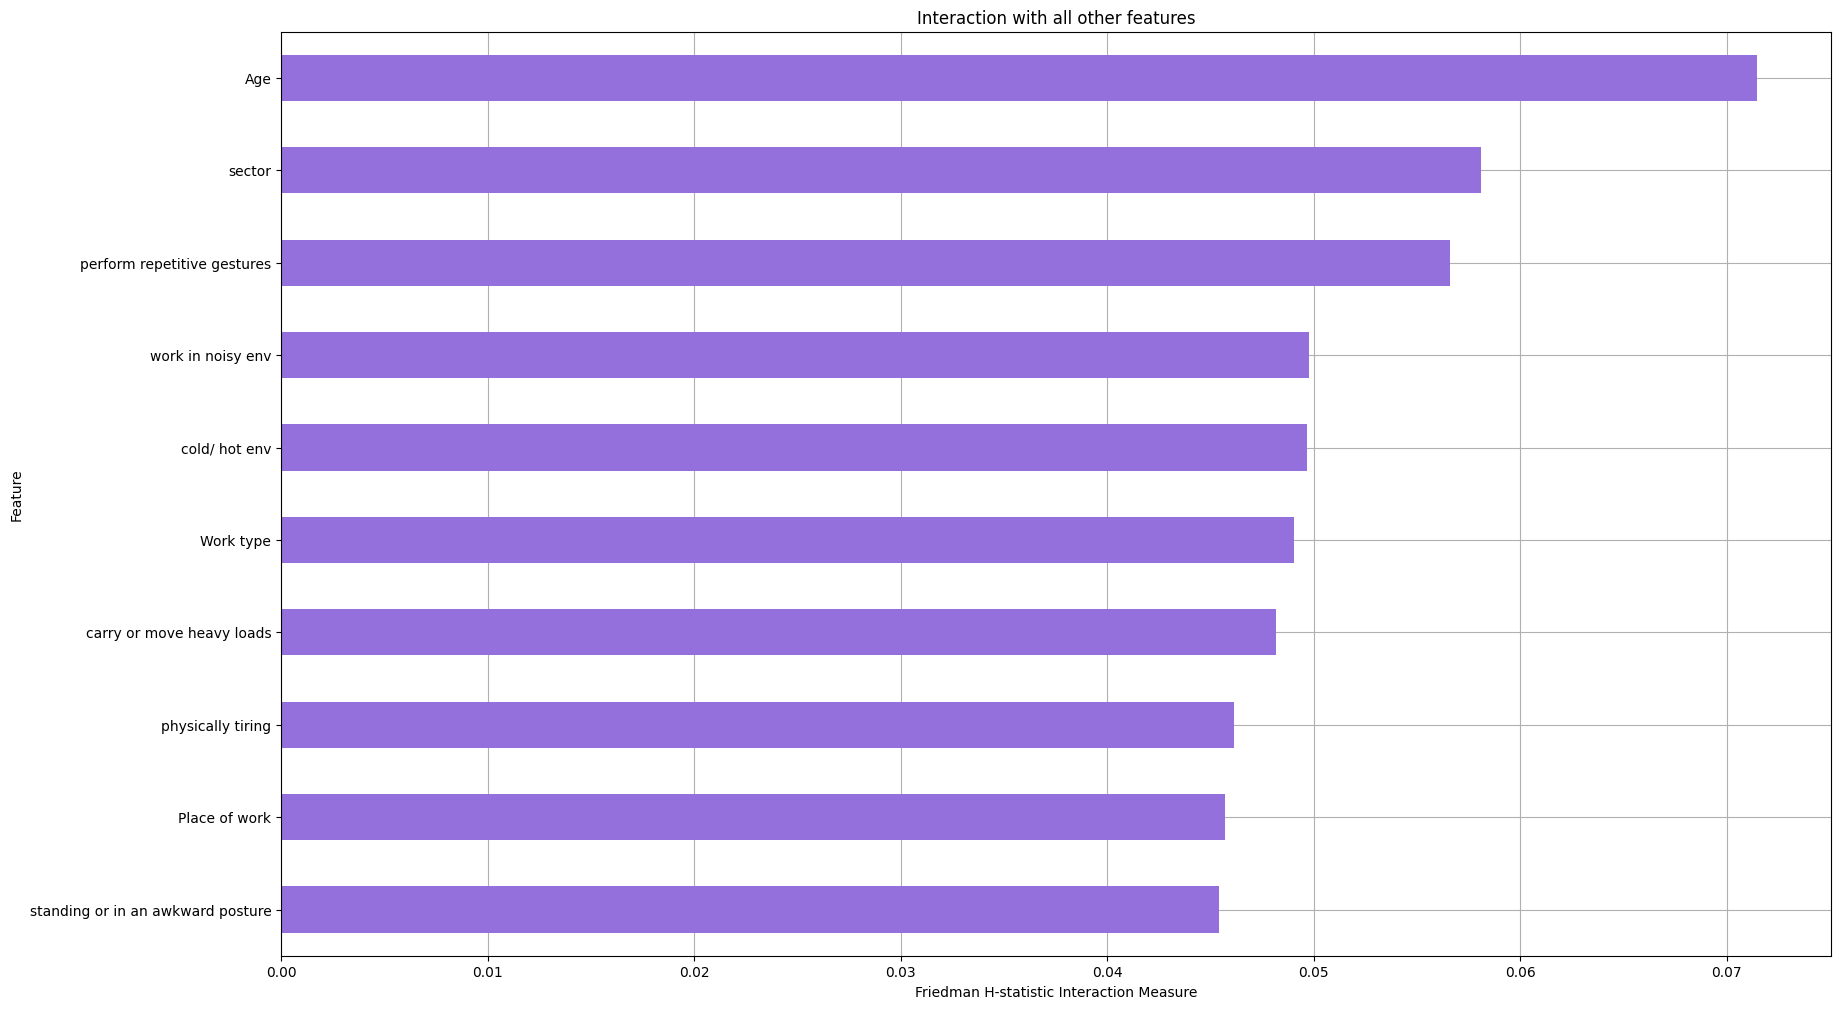 Interaction with all other features
Age
sector
perform repetitive gestures
work in noisy env
cold/ hot env
Work type
carry or move heavy loads
physically tiring
Place of work
standing or in an awkward posture
Feature
0.00 0.01 0.02 0.03 0.04 0.05 0.06 0.07
Friedman H-statistic Interaction Measure